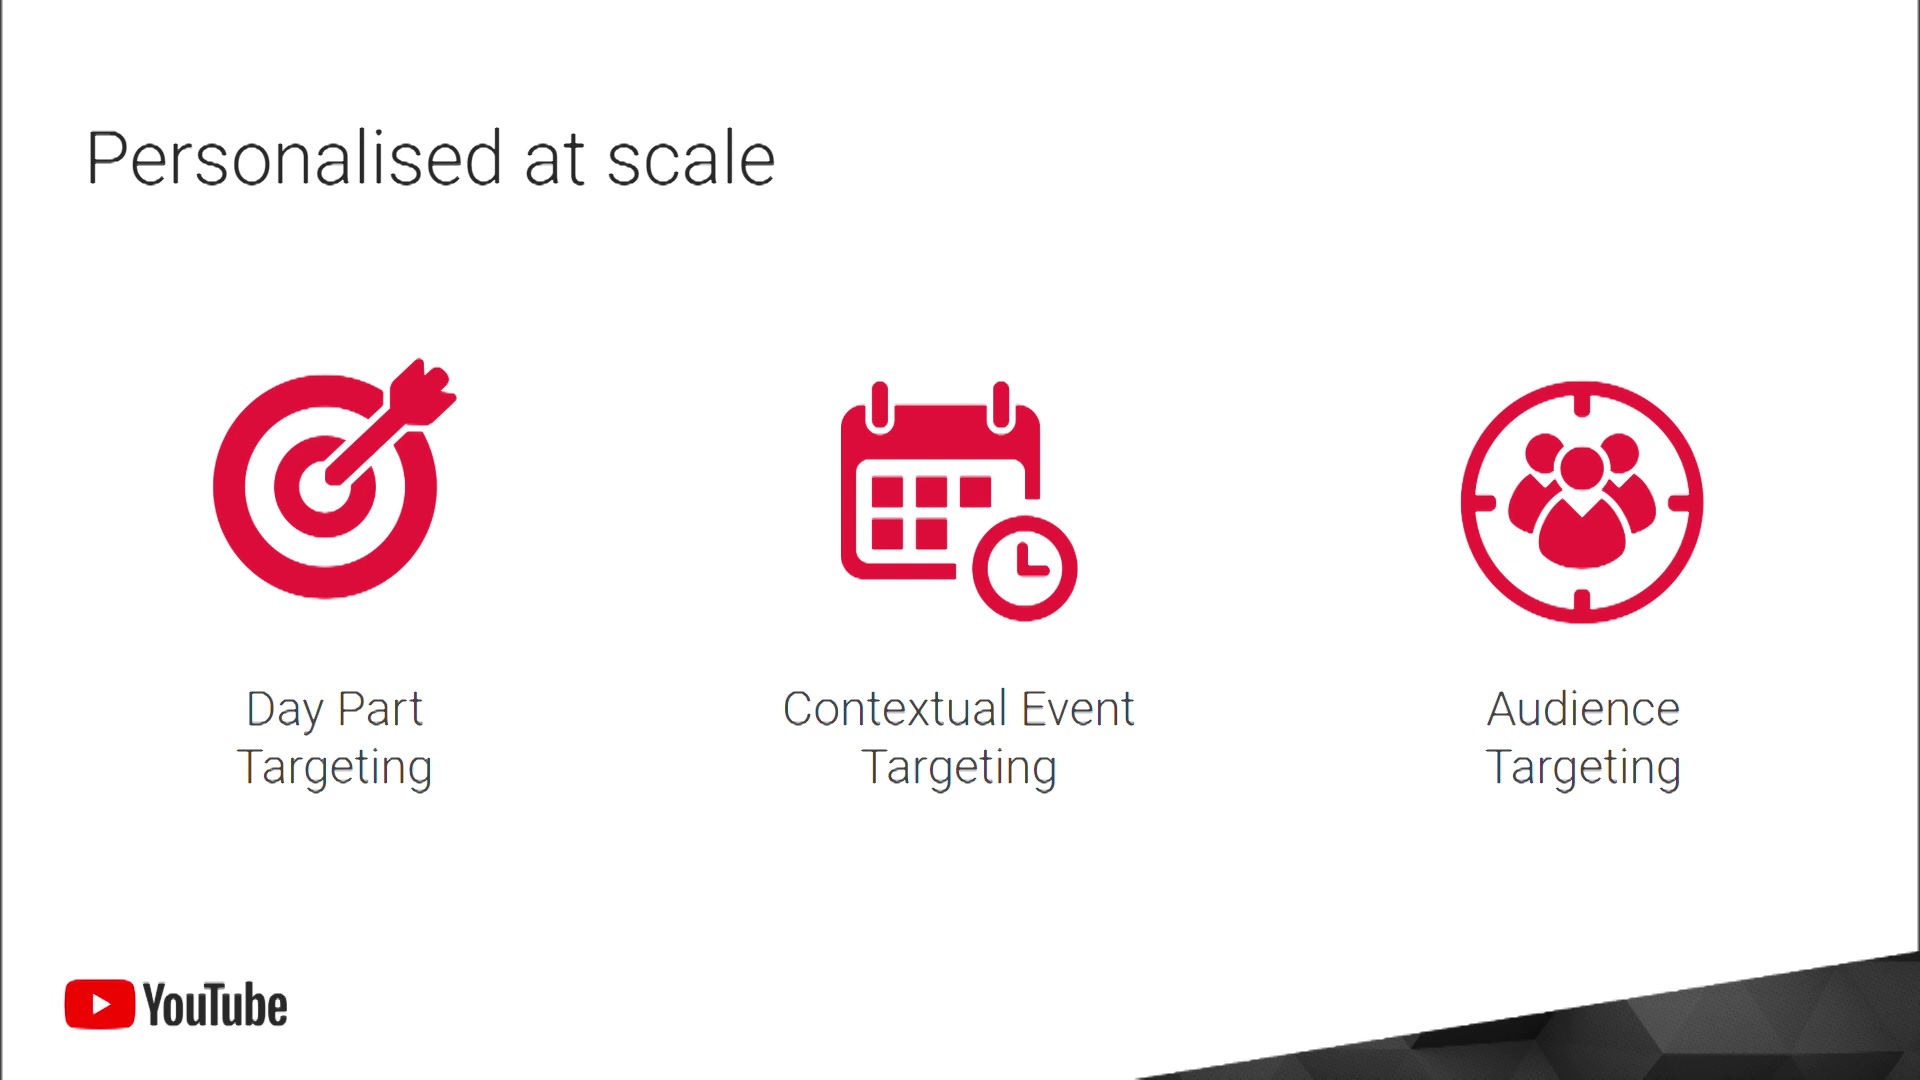 Personalised at scale
Day Part
Targeting
Contextual Event
Targeting
Audience
Targeting
YouTube